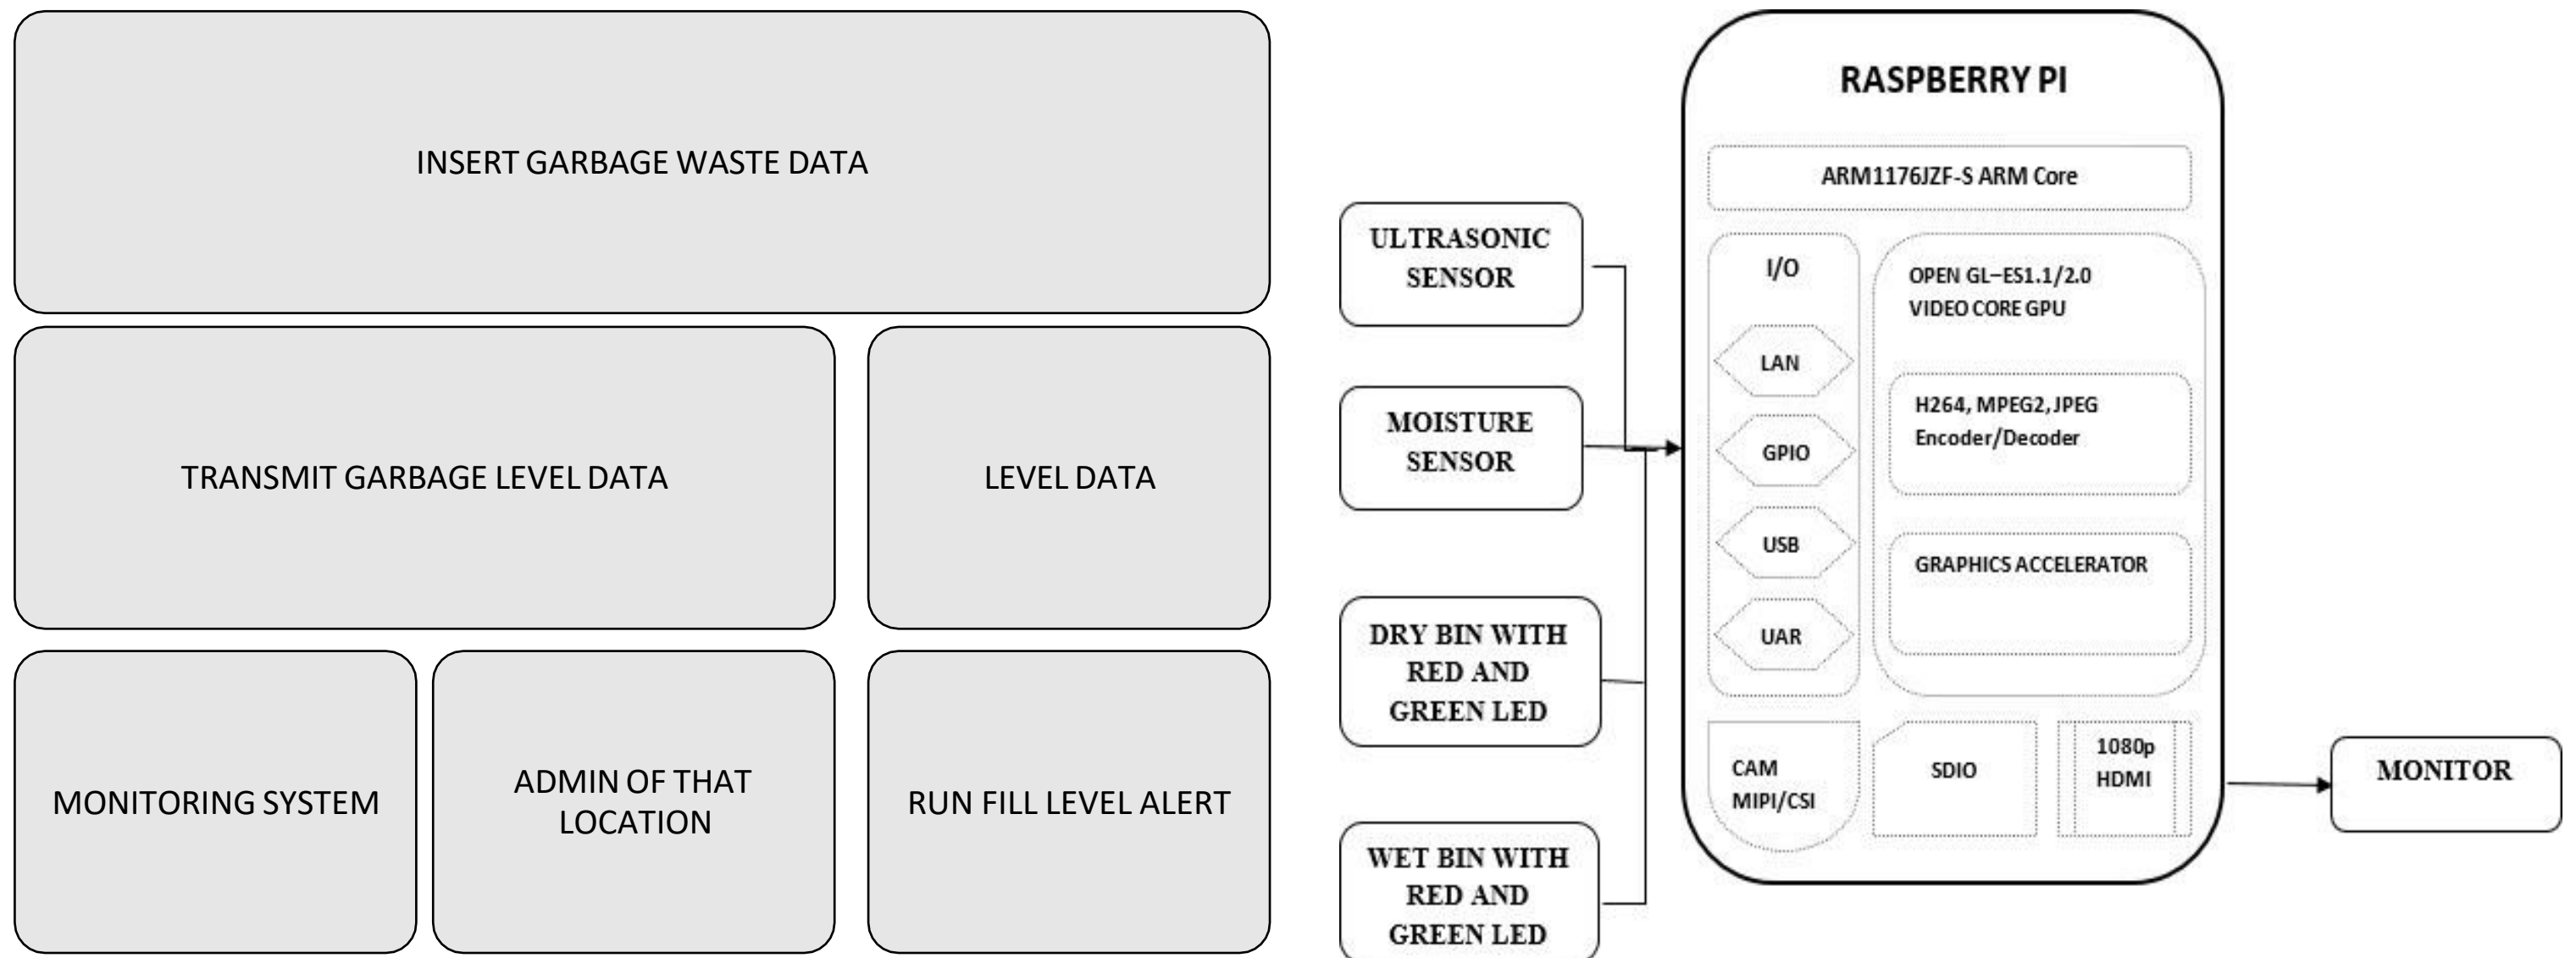 INSERT GARBAGE WASTE DATA
TRANSMIT GARBAGE LEVEL DATA
LEVEL DATA
MONITORING SYSTEM
ADMIN OF THAT
LOCATION
RUN FILL LEVEL ALERT
ULTRASONIC
SENSOR
MOISTURE
SENSOR
DRY BIN WITH
RED AND
GREEN LED
WET BIN WITH
RED AND
GREEN LED
RASPBERRY PI
ARM1176JZF-S ARM Core
I/O
LAN
GPIO
USB
UAR
OPEN GL–ES1.1/2.0
VIDEO CORE GPU
H264, MPEG2, JPEG
Encoder/Decoder
GRAPHICS ACCELERATOR
CAM
MIPI/CSI
SDIO
1080p
HDMI
MONITOR